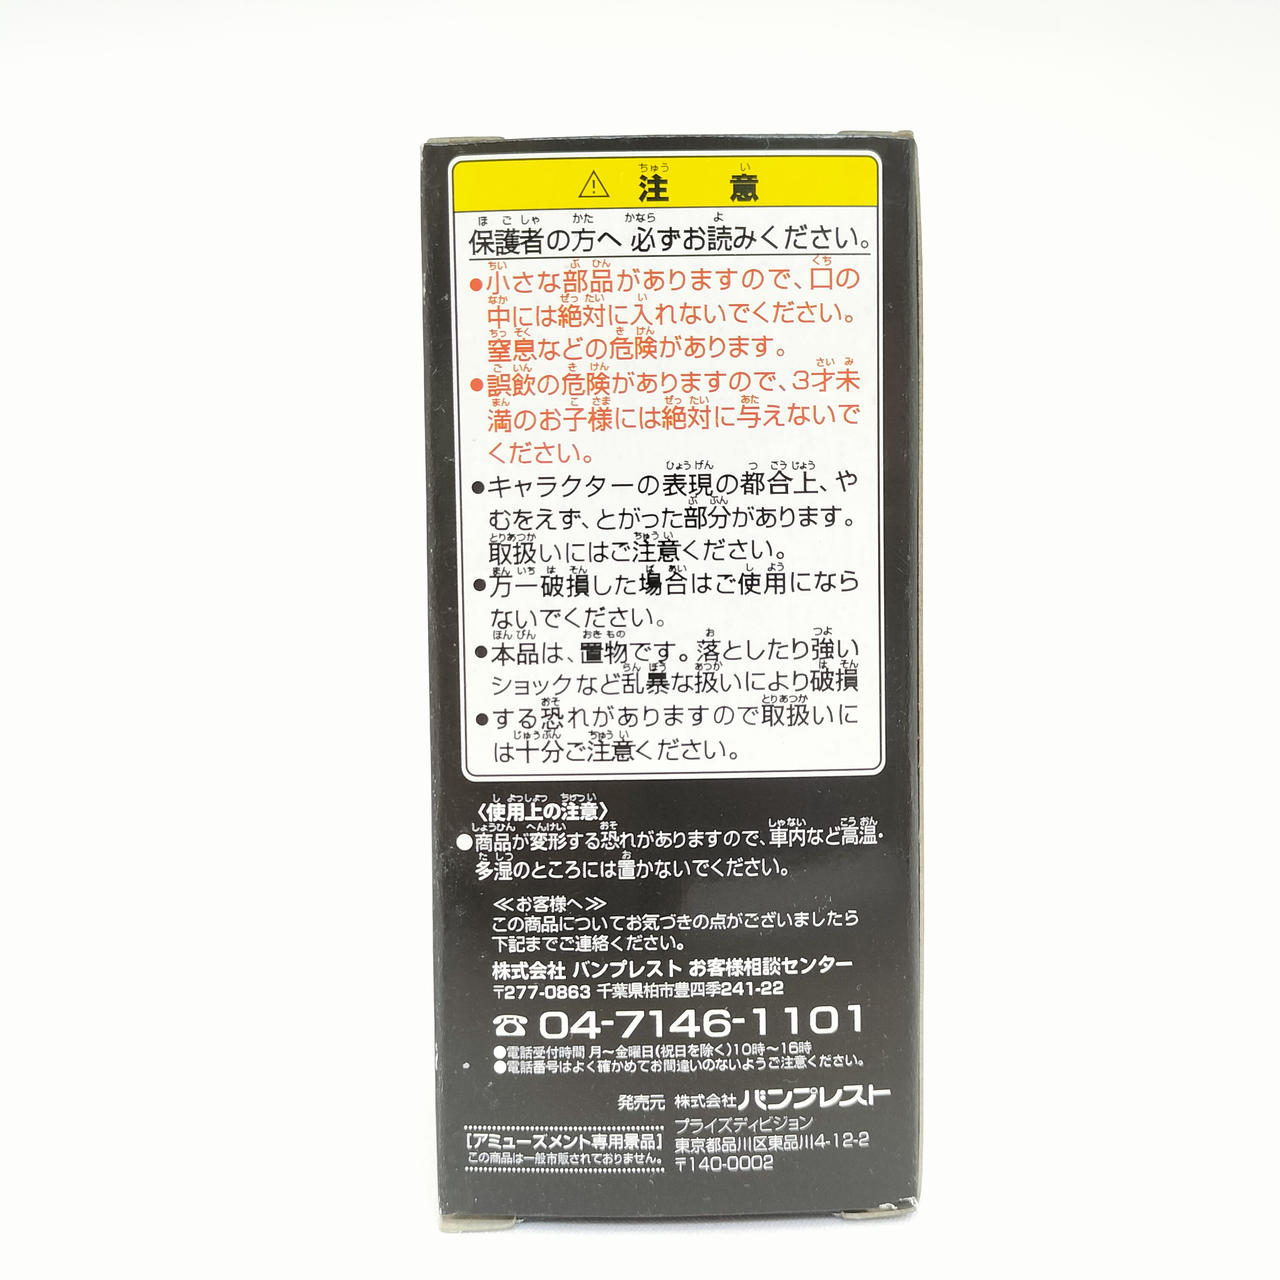 ⚠ 注意
保護者の方へ 必ずお読みください。
●小さな部品がありますので、口の
中には絶対に入れないでください。
窒息などの危険があります。
●誤飲の危険がありますので、3才未
満のお子様には絶対に与えないで
ください。
●キャラクターの表現の都合上、や
むをえず、とがった部分があります。
取扱いにはご注意ください。
●万一破損した場合はご使用になら
ないでください。
●本品は、置物です。落としたり強い
ショックなど乱暴な扱いにより破損
●する恐れがありますので取扱いに
は十分ご注意ください。
〈使用上の注意〉
●商品が変形する恐れがありますので、車内など高温・
多湿のところには置かないでください。
≪お客様へ≫
この商品についてお気づきの点がございましたら
下記までご連絡ください。
株式会社 バンプレスト お客様相談センター
〒277-0863 千葉県柏市豊四季241-22
☎ 04-7146-1101
●電話受付時間 月〜金曜日(祝日を除く)10時〜16時
●電話番号はよく確かめてお間違いのないようご注意ください。
発売元 株式会社バンプレスト
プライズディビジョン
東京都品川区東品川4-12-2
〒140-0002
[アミューズメント専用景品]
この商品は一般市販されておりません。